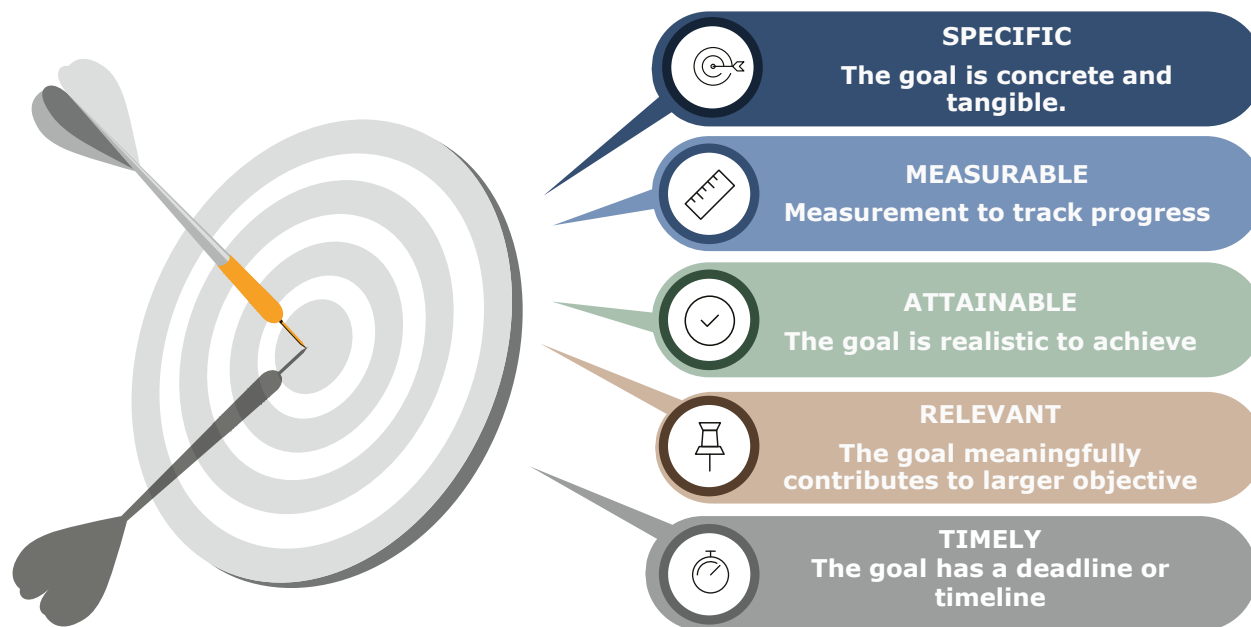 SPECIFIC
The goal is concrete and
tangible.
MEASURABLE
Measurement to track progress
ATTAINABLE
The goal is realistic to achieve
RELEVANT
The goal meaningfully
contributes to larger objective
TIMELY
The goal has a deadline or
timeline